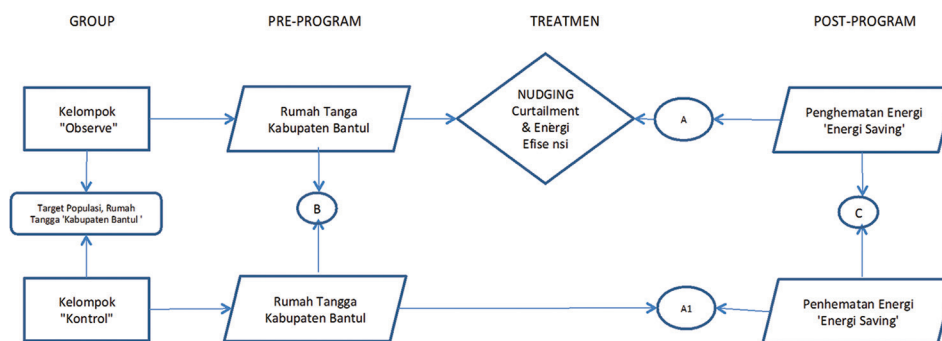 GROUP
PRE-PROGRAM
TREATMEN
POST-PROGRAM
Kelompok
"Observe"
Rumah Tanga
Kabupaten Bantul
NUDGING
Curtailment
& Energi
Efise nsi
A
Penghematan Energi
'Energi Saving'
Target Populasi, Rumah
Tangga 'Kabupaten Bantul '
B
C
Kelompok
"Kontrol"
Rumah Tangga
Kabupaten Bantul
A1
Penhematan Energi
'Energi Saving'